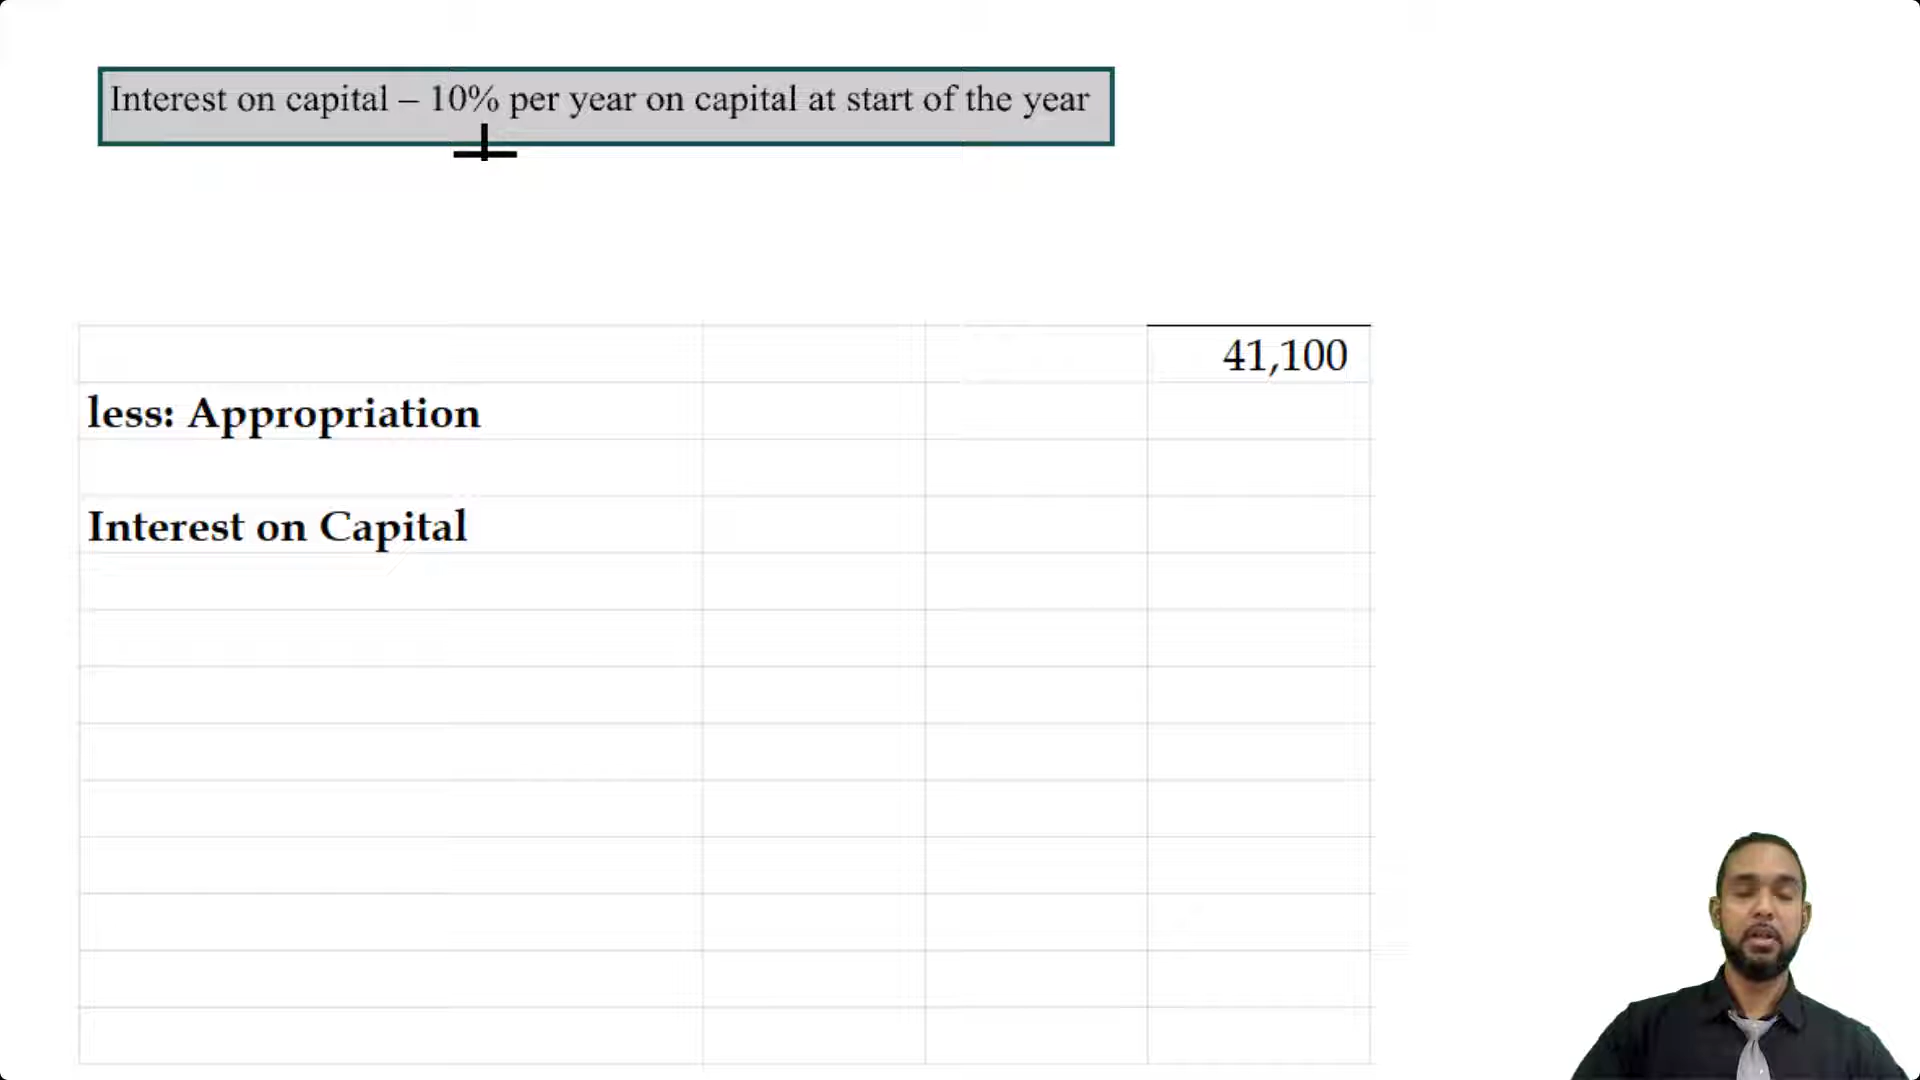 Interest on capital – 10% per year on capital at start of the year
41,100
less: Appropriation
Interest on Capital